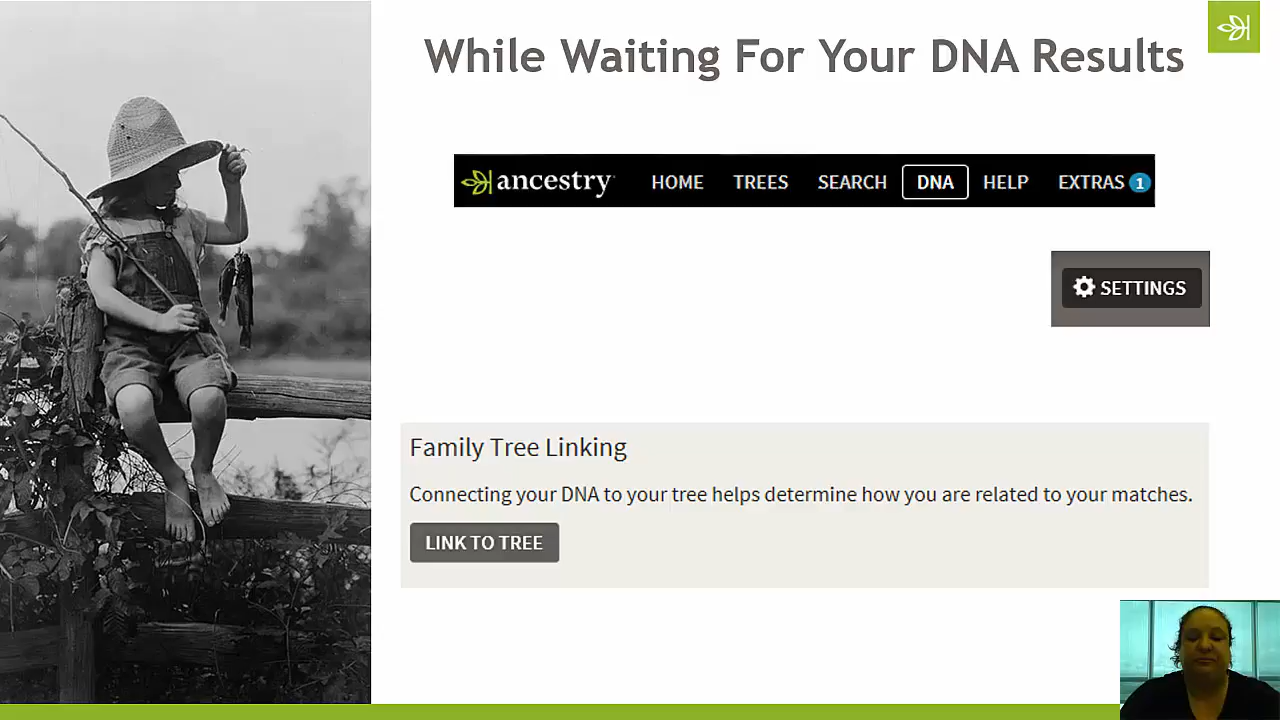 While Waiting For Your DNA Results
ancestry HOME TREES SEARCH DNA HELP EXTRAS 1
SETTINGS
Family Tree Linking
Connecting your DNA to your tree helps determine how you are related to your matches.
LINK TO TREE